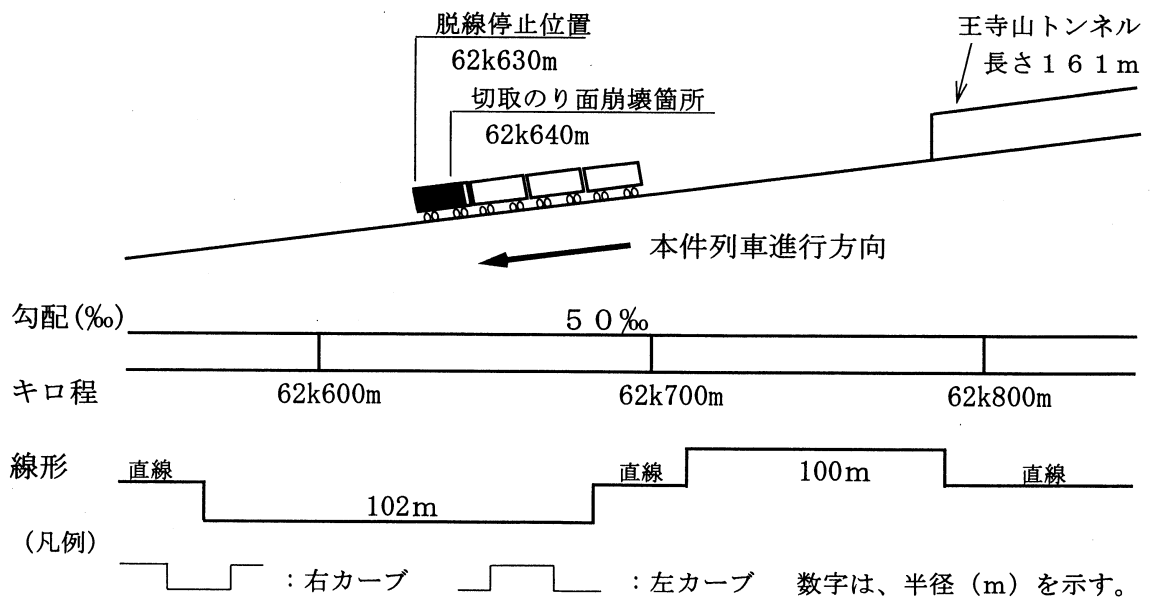 脱線停止位置
62k630m
切取のり面崩壊箇所
62k640m
王寺山トンネル
長さ161m
本件列車進行方向
勾配(‰)
50‰
キロ程
62k600m
62k700m
62k800m
線形
直線
102m
直線
100m
直線
(凡例)
:右カーブ
:左カーブ
数字は、半径(m)を示す。